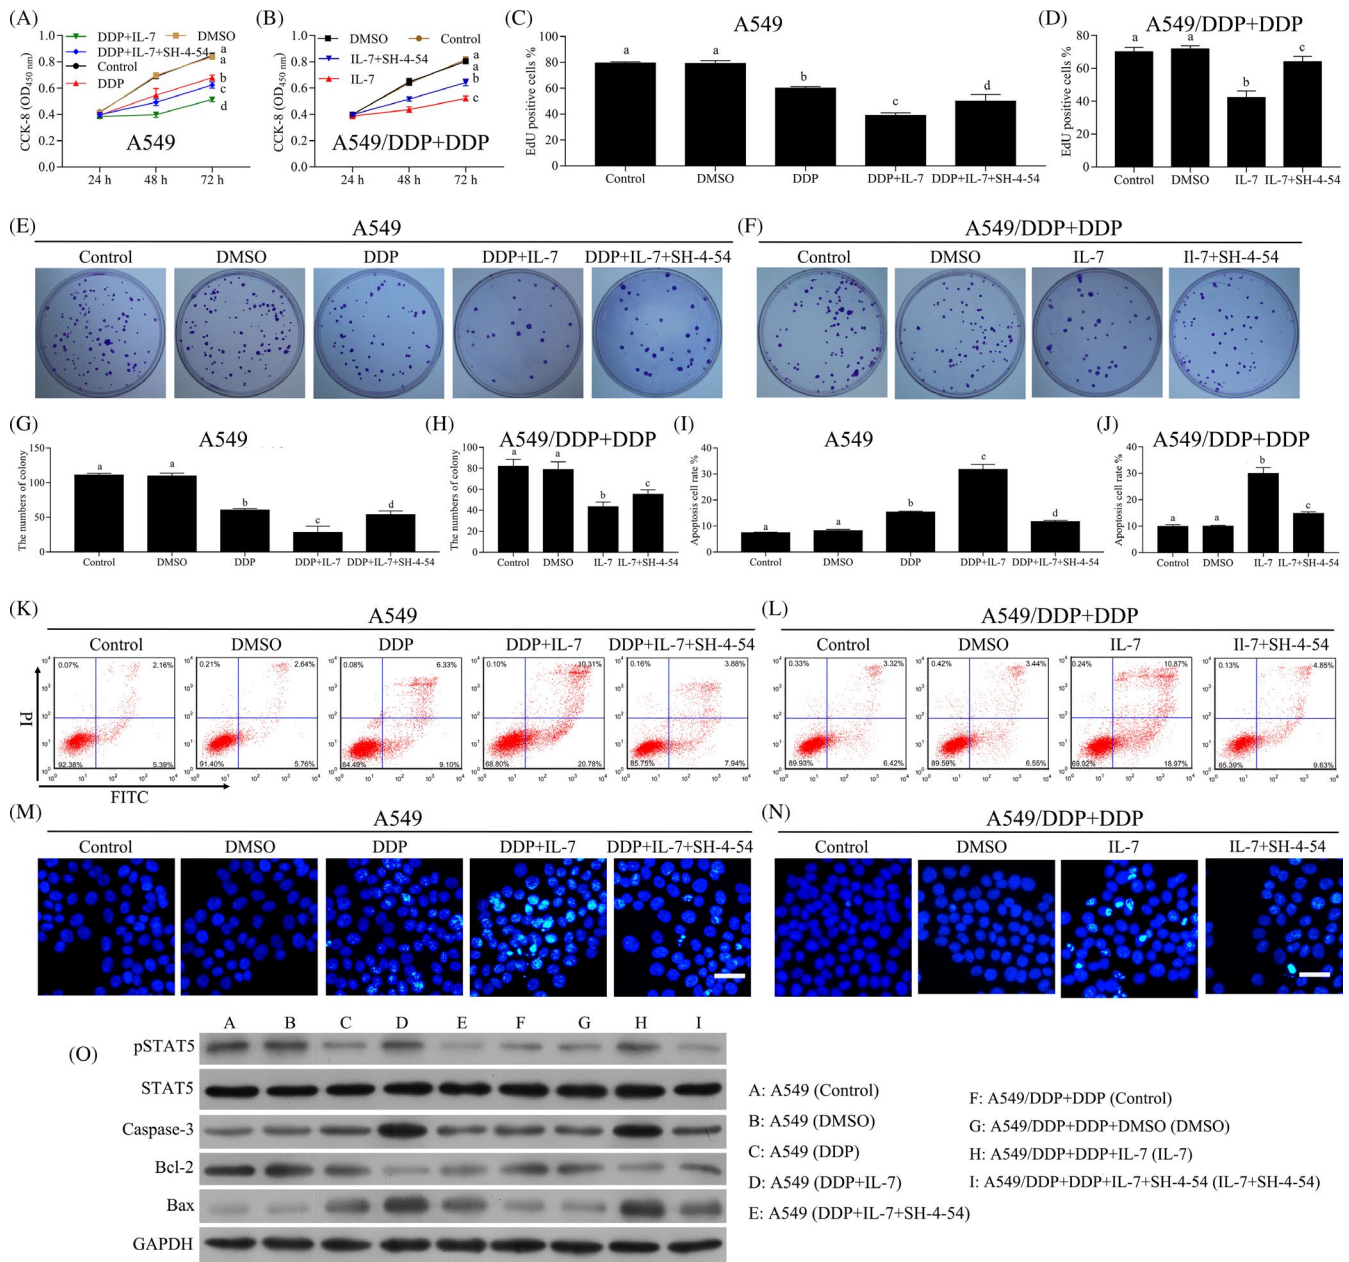 (A)
DDP+IL-7 DMSO
DDP+IL-7+SH-4-54
Control
DDP
CCK-8 (OD450 nm)
1.0
0.8
0.6
0.4
0.2
0.0
a
a
b
c
d
A549
24 h 48 h 72 h
(B)
DMSO Control
IL-7+SH-4-54
IL-7
CCK-8 (OD450 nm)
1.0
0.8
0.6
0.4
0.2
0.0
a
a
b
c
A549/DDP+DDP
24 h 48 h 72 h
(C)
A549
EdU positive cells %
100
80
60
40
20
0
a a b c d
Control DMSO DDP DDP+IL-7 DDP+IL-7+SH-4-54
(D)
A549/DDP+DDP
EdU positive cells %
80
60
40
20
0
a a b c
Control DMSO IL-7 IL-7+SH-4-54
(E)
A549
Control DMSO DDP DDP+IL-7 DDP+IL-7+SH-4-54
(F)
A549/DDP+DDP
Control DMSO IL-7 Il-7+SH-4-54
(G)
A549
The numbers of colony
150
100
50
0
a a b c d
Control DMSO DDP DDP+IL-7 DDP+IL-7+SH-4-54
(H)
A549/DDP+DDP
The numbers of colony
100
80
60
40
20
0
a a b c
Control DMSO IL-7 IL-7+SH-4-54
(I)
A549
Apoptosis cell rate %
40
30
20
10
0
a a b c d
Control DMSO DDP DDP+IL-7 DDP+IL-7+SH-4-54
(J)
A549/DDP+DDP
Apoptosis cell rate %
40
30
20
10
0
a a b c
Control DMSO IL-7 IL-7+SH-4-54
(K)
A549
Control DMSO DDP DDP+IL-7 DDP+IL-7+SH-4-54
0.07% 2.16% 0.21% 2.64% 0.08% 6.33% 0.10% 10.31% 0.16% 3.88%
92.38% 5.39% 91.40% 5.76% 84.49% 9.10% 68.80% 20.78% 85.75% 7.94%
10^0 10^1 10^2 10^3 10^4
PI
FITC
(L)
A549/DDP+DDP
Control DMSO IL-7 Il-7+SH-4-54
0.33% 3.32% 0.42% 3.44% 0.24% 10.87% 0.13% 4.85%
89.93% 6.42% 89.59% 6.55% 69.92% 18.97% 85.39% 9.63%
10^0 10^1 10^2 10^3 10^4
(M)
A549
Control DMSO DDP DDP+IL-7 DDP+IL-7+SH-4-54
(N)
A549/DDP+DDP
Control DMSO IL-7 IL-7+SH-4-54
(O)
A B C D E F G H I
pSTAT5
STAT5
Caspase-3
Bcl-2
Bax
GAPDH
A: A549 (Control)
B: A549 (DMSO)
C: A549 (DDP)
D: A549 (DDP+IL-7)
E: A549 (DDP+IL-7+SH-4-54)
F: A549/DDP+DDP (Control)
G: A549/DDP+DDP+DMSO (DMSO)
H: A549/DDP+DDP+IL-7 (IL-7)
I: A549/DDP+DDP+IL-7+SH-4-54 (IL-7+SH-4-54)